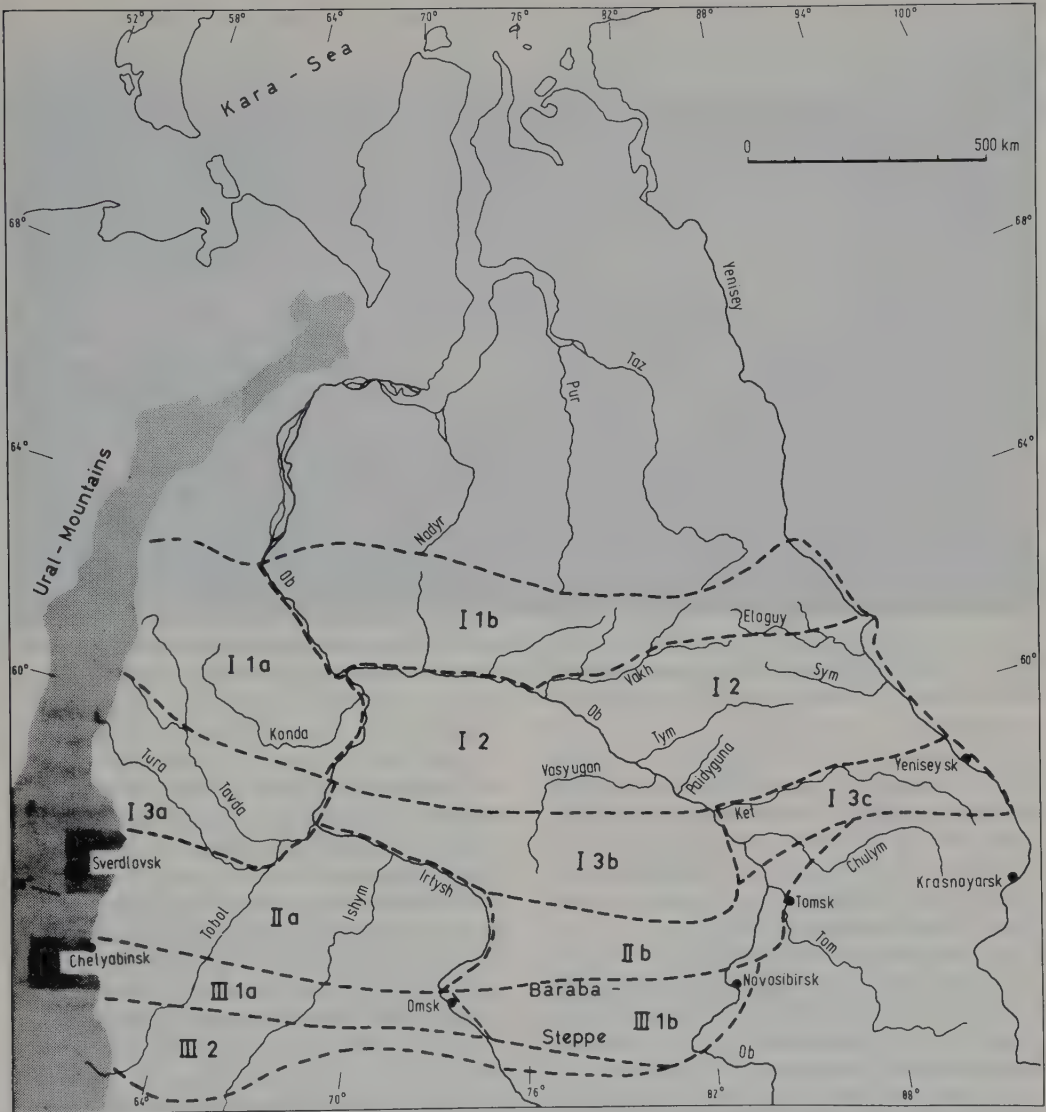 52° 58° 64° 70° 76° 82° 88° 94° 100°
Kara - Sea
0 500 km
68° 68°
Yenisey
Taz
Pur
64° 64°
Ural - Mountains
Nadyr
Ob
I 1b
Eloguy
60° 60°
I 1a
Vakh
I 2
Sym
Ob
Konda
I 2
Tym
Vasyugan
Paidyguna
Yeniseysk
Tura
Tavda
I 3a
Ket
I 3c
Sverdlovsk
I 3b
Chulym
Krasnoyarsk
Irtysh
Tobol
Ishym
II a
Tomsk
Tom
II b
Chelyabinsk
III 1a
Baraba -
Novosibirsk
Omsk
III 1b
Steppe
III 2
Ob
64° 70° 76° 82° 88°